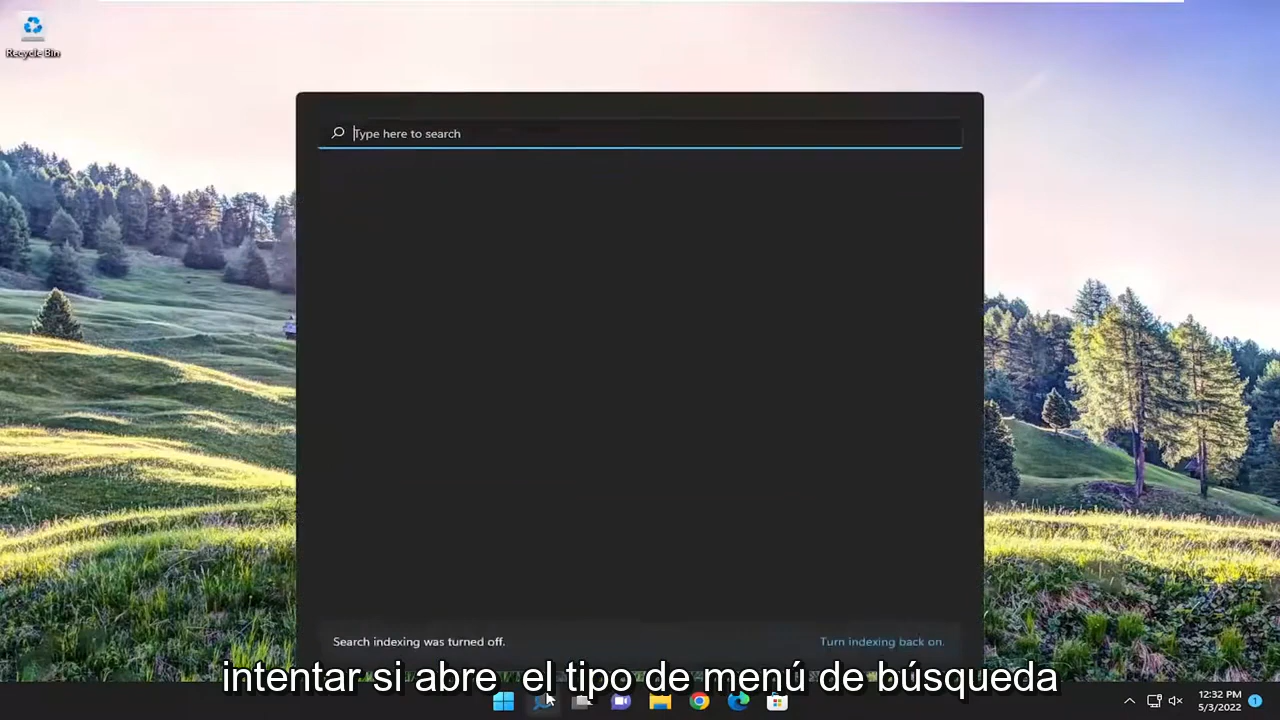 Recycle Bin
Type here to search
Search indexing was turned off.
Turn indexing back on.
intentar si abre el tipo de menú de búsqueda
12:32 PM
5/3/2022
1